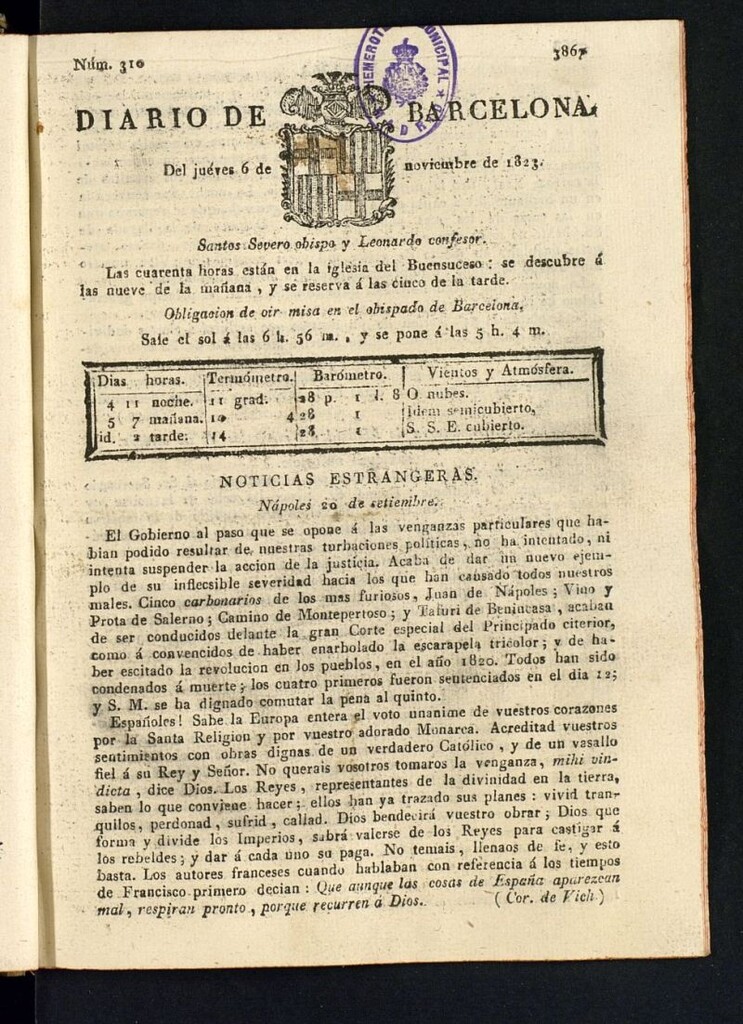 Núm. 310
3867
HEMEROTECA MUNICIPAL
★ MADRID ★
DIARIO DE BARCELONA,
Del juéves 6 de noviembre de 1823.
Santos Severo obispo y Leonardo confesor.
Las cuarenta horas están en la iglesia del Buensuceso : se descubre á
las nueve de la mañana , y se reserva á las cinco de la tarde.
Obligacion de oir misa en el obispado de Barcelona.
Sale el sol á las 6 h. 56 m. , y se pone á las 5 h. 4 m.
Dias horas. Termómetro. Barómetro. Vientos y Atmósfera.
4 11 noche. 11 grad. 28 p. 1 l. 8 O nubes.
5 7 mañana. 10 4 28 1 Idem semicubierto,
id. 2 tarde. 14 28 1 S. S. E. cubierto.
NOTICIAS ESTRANGERAS.
Nápoles 20 de setiembre.
El Gobierno al paso que se opone á las venganzas particulares que ha-
bian podido resultar de nuestras turbaciones políticas, no ha intentado, ni
intenta suspender la accion de la justicia. Acaba de dar un nuevo ejem-
plo de su inflecsible severidad hacia los que han causado todos nuestros
males. Cinco carbonarios de los mas furiosos, Juan de Nápoles ; Vino y
Prota de Salerno ; Camino de Montepertoso ; y Tafuri de Benincasa , acaban
de ser conducidos delante la gran Corte especial del Principado citerior,
como á convencidos de haber enarbolado la escarapela tricolor ; y de ha-
ber escitado la revolucion en los pueblos, en el año 1820. Todos han sido
condenados á muerte ; los cuatro primeros fueron sentenciados en el dia 12;
y S. M. se ha dignado comutar la pena al quinto.
Españoles! Sabe la Europa entera el voto unanime de vuestros corazones
por la Santa Religion y por vuestro adorado Monarca. Acreditad vuestros
sentimientos con obras dignas de un verdadero Católico , y de un vasallo
fiel á su Rey y Señor. No querais vosotros tomaros la venganza, mihi vin-
dicta , dice Dios. Los Reyes , representantes de la divinidad en la tierra,
saben lo que conviene hacer ; ellos han ya trazado sus planes : vivid tran-
quilos, perdonad, sufrid , callad. Dios bendecirá vuestro obrar ; Dios que
forma y divide los Imperios, sabrá valerse de los Reyes para castigar á
los rebeldes ; y dar á cada uno su paga. No temais, llenaos de fe, y esto
basta. Los autores franceses cuando hablaban con referencia á los tiempos
de Francisco primero decian : Que aunque las cosas de España aparezcan
mal , respiran pronto , porque recurren á Dios. ( Cor. de Vich )